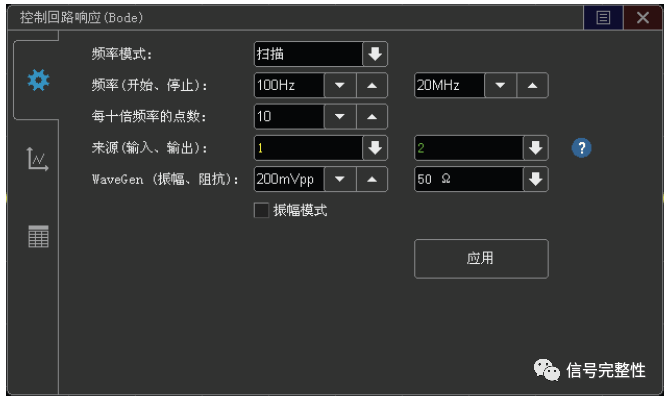 控制回路响应(Bode)
频率模式: 扫描
频率(开始、停止): 100Hz 20MHz
每十倍频率的点数: 10
来源(输入、输出): 1 2 ?
WaveGen (振幅、阻抗): 200mVpp 50 Ω
振幅模式
应用
信号完整性